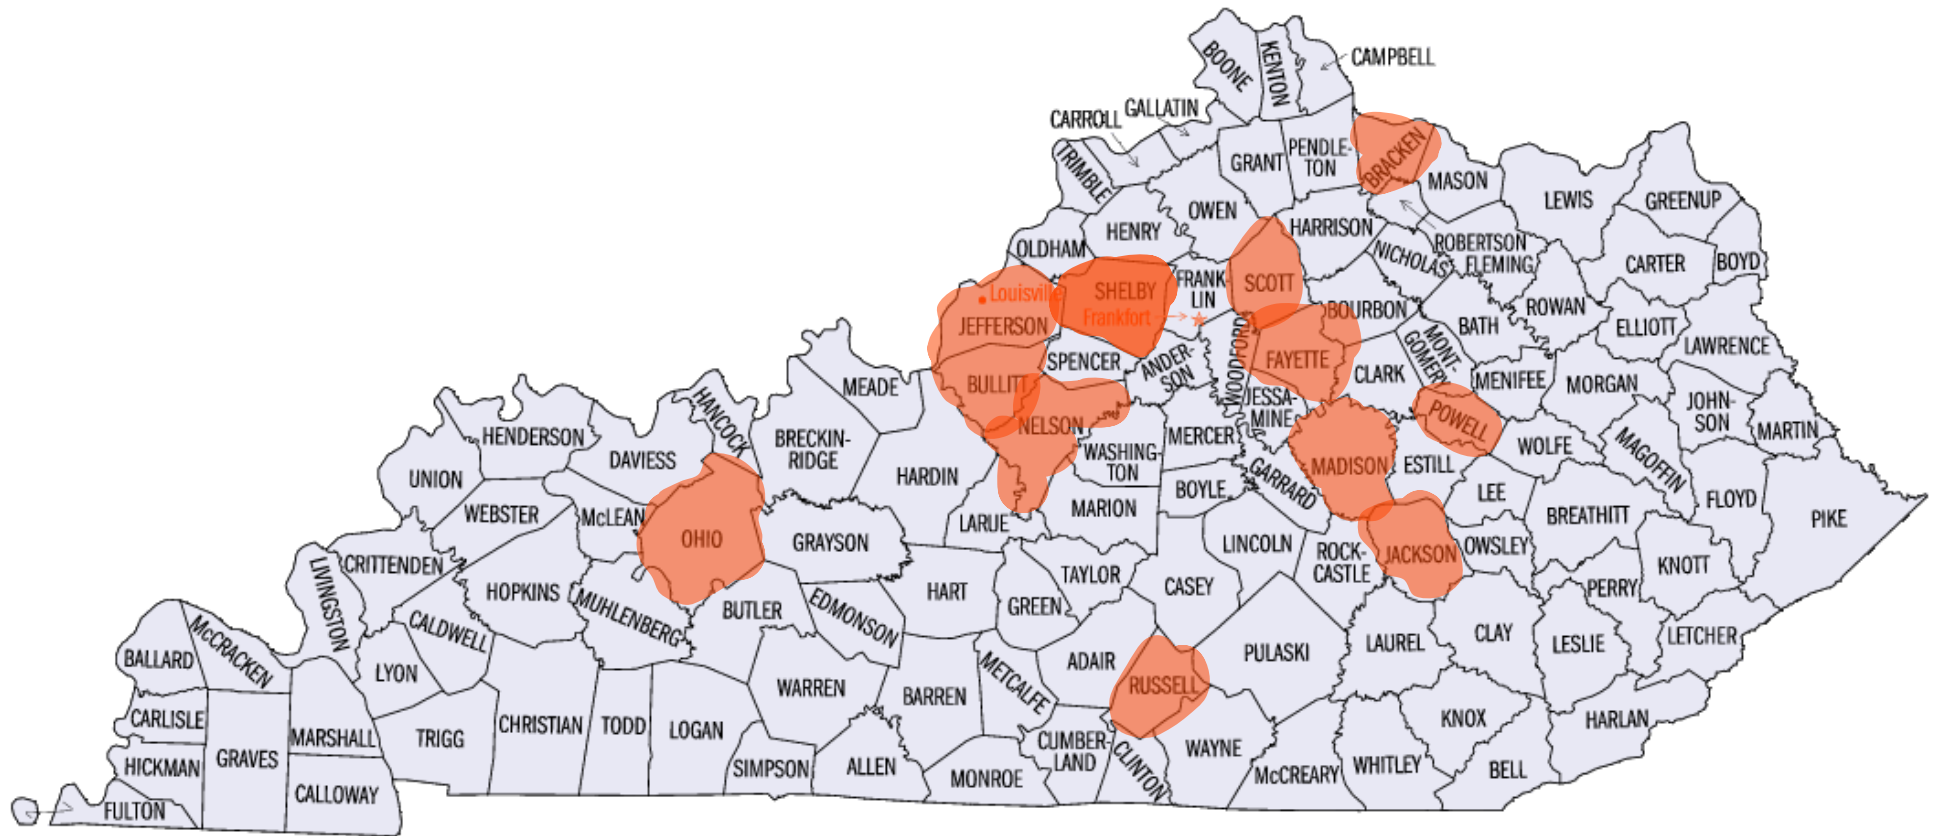 BOONE
KENTON
CAMPBELL
CARROLL
GALLATIN
TRIMBLE
GRANT
PENDLE-
TON
BRACKEN
MASON
LEWIS
GREENUP
OWEN
HENRY
HARRISON
OLDHAM
ROBERTSON
NICHOLAS
FLEMING
CARTER
BOYD
Louisville
SHELBY
FRANK-
LIN
SCOTT
Frankfort
BOURBON
BATH
ROWAN
ELLIOTT
LAWRENCE
JEFFERSON
SPENCER
ANDER-
SON
WOODFORD
FAYETTE
CLARK
MONT-
GOMERY
MENIFEE
MORGAN
JOHN-
SON
MARTIN
MEADE
BULLITT
NELSON
JESSA-
MINE
POWELL
WOLFE
MAGOFFIN
HANCOCK
HENDERSON
DAVIESS
BRECKIN-
RIDGE
HARDIN
WASHING-
TON
MERCER
MADISON
ESTILL
LEE
FLOYD
PIKE
UNION
WEBSTER
McLEAN
OHIO
GRAYSON
LARUE
MARION
BOYLE
GARRARD
LINCOLN
ROCK-
CASTLE
JACKSON
OWSLEY
BREATHITT
KNOTT
PERRY
LIVINGSTON
CRITTENDEN
HOPKINS
MUHLENBERG
BUTLER
EDMONSON
HART
GREEN
TAYLOR
CASEY
PULASKI
LAUREL
CLAY
LESLIE
LETCHER
BALLARD
McCRACKEN
LYON
CALDWELL
WARREN
BARREN
METCALFE
ADAIR
RUSSELL
CARLISLE
GRAVES
MARSHALL
TRIGG
CHRISTIAN
TODD
LOGAN
SIMPSON
ALLEN
MONROE
CUMBER-
LAND
CLINTON
WAYNE
McCREARY
WHITLEY
KNOX
BELL
HARLAN
HICKMAN
FULTON
CALLOWAY